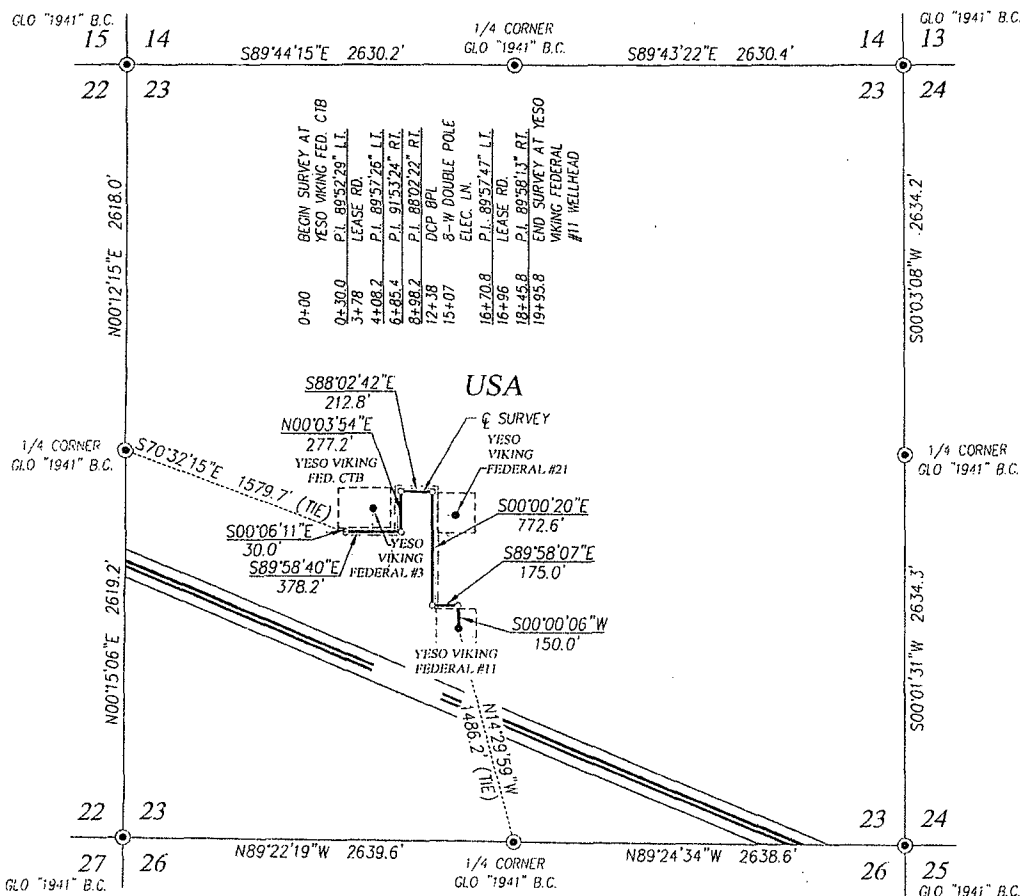 GLO "1941" B.C.
15 14
22 23
S89°44'15"E 2630.2'
1/4 CORNER
GLO "1941" B.C.
S89°43'22"E 2630.4'
GLO "1941" B.C.
14 13
23 24
N00°12'15"E 2618.0'
S00°03'08"W 2634.2'
0+00 BEGIN SURVEY AT
YESO VIKING FED. CTB
0+30.0 P.I. 89°52'29" LT.
3+78 LEASE RD.
4+08.2 P.I. 89°57'26" LT.
6+85.4 P.I. 91°53'24" RT.
8+98.2 P.I. 88°02'22" RT.
12+38 DCP BPL
15+07 8-W DOUBLE POLE
ELEC. LN.
16+70.8 P.I. 89°57'47" LT.
16+96 LEASE RD.
18+45.8 P.I. 89°58'13" RT.
19+95.8 END SURVEY AT YESO
VIKING FEDERAL
#11 WELLHEAD
USA
S88°02'42"E
212.8'
N00°03'54"E
277.2'
YESO VIKING
FED. CTB
℄ SURVEY
YESO
VIKING
FEDERAL #21
1/4 CORNER
GLO "1941" B.C.
S70°32'15"E 1579.7' (TIE)
1/4 CORNER
GLO "1941" B.C.
S00°06'11"E
30.0'
S89°58'40"E
378.2'
YESO
VIKING
FEDERAL #3
S00°00'20"E
772.6'
S89°58'07"E
175.0'
S00°00'06"W
150.0'
YESO VIKING
FEDERAL #11
N00°15'06"E 2619.2'
S00°01'31"W 2634.3'
N14°29'59"W
1486.2' (TIE)
22 23
27 26
GLO "1941" B.C.
N89°22'19"W 2639.6'
1/4 CORNER
GLO "1941" B.C.
N89°24'34"W 2638.6'
23 24
26 25
GLO "1941" B.C.